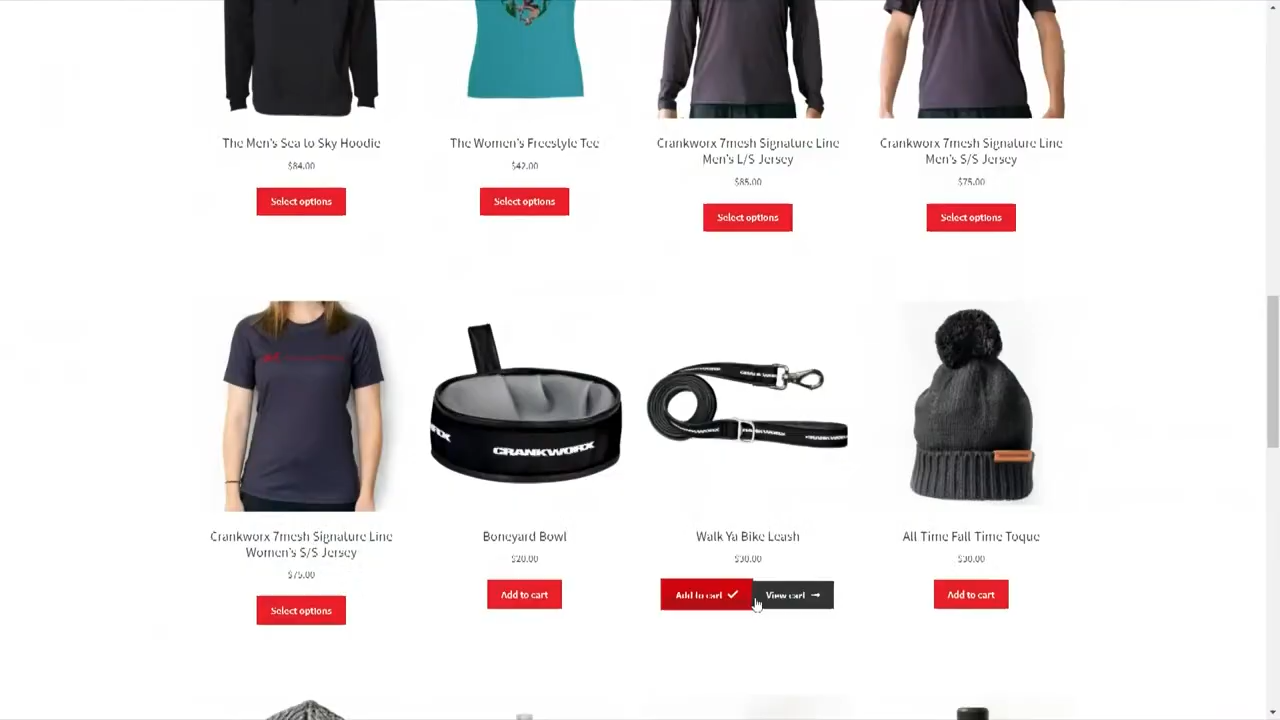 The Men's Sea to Sky Hoodie
$84.00
Select options
The Women's Freestyle Tee
$42.00
Select options
Crankworx 7mesh Signature Line
Men's L/S Jersey
$85.00
Select options
Crankworx 7mesh Signature Line
Men's S/S Jersey
$75.00
Select options
CRANKWORX
CRANKWORX
Crankworx 7mesh Signature Line
Women's S/S Jersey
$75.00
Select options
Boneyard Bowl
$20.00
Add to cart
Walk Ya Bike Leash
$30.00
Add to cart ✓
View cart →
All Time Fall Time Toque
$30.00
Add to cart